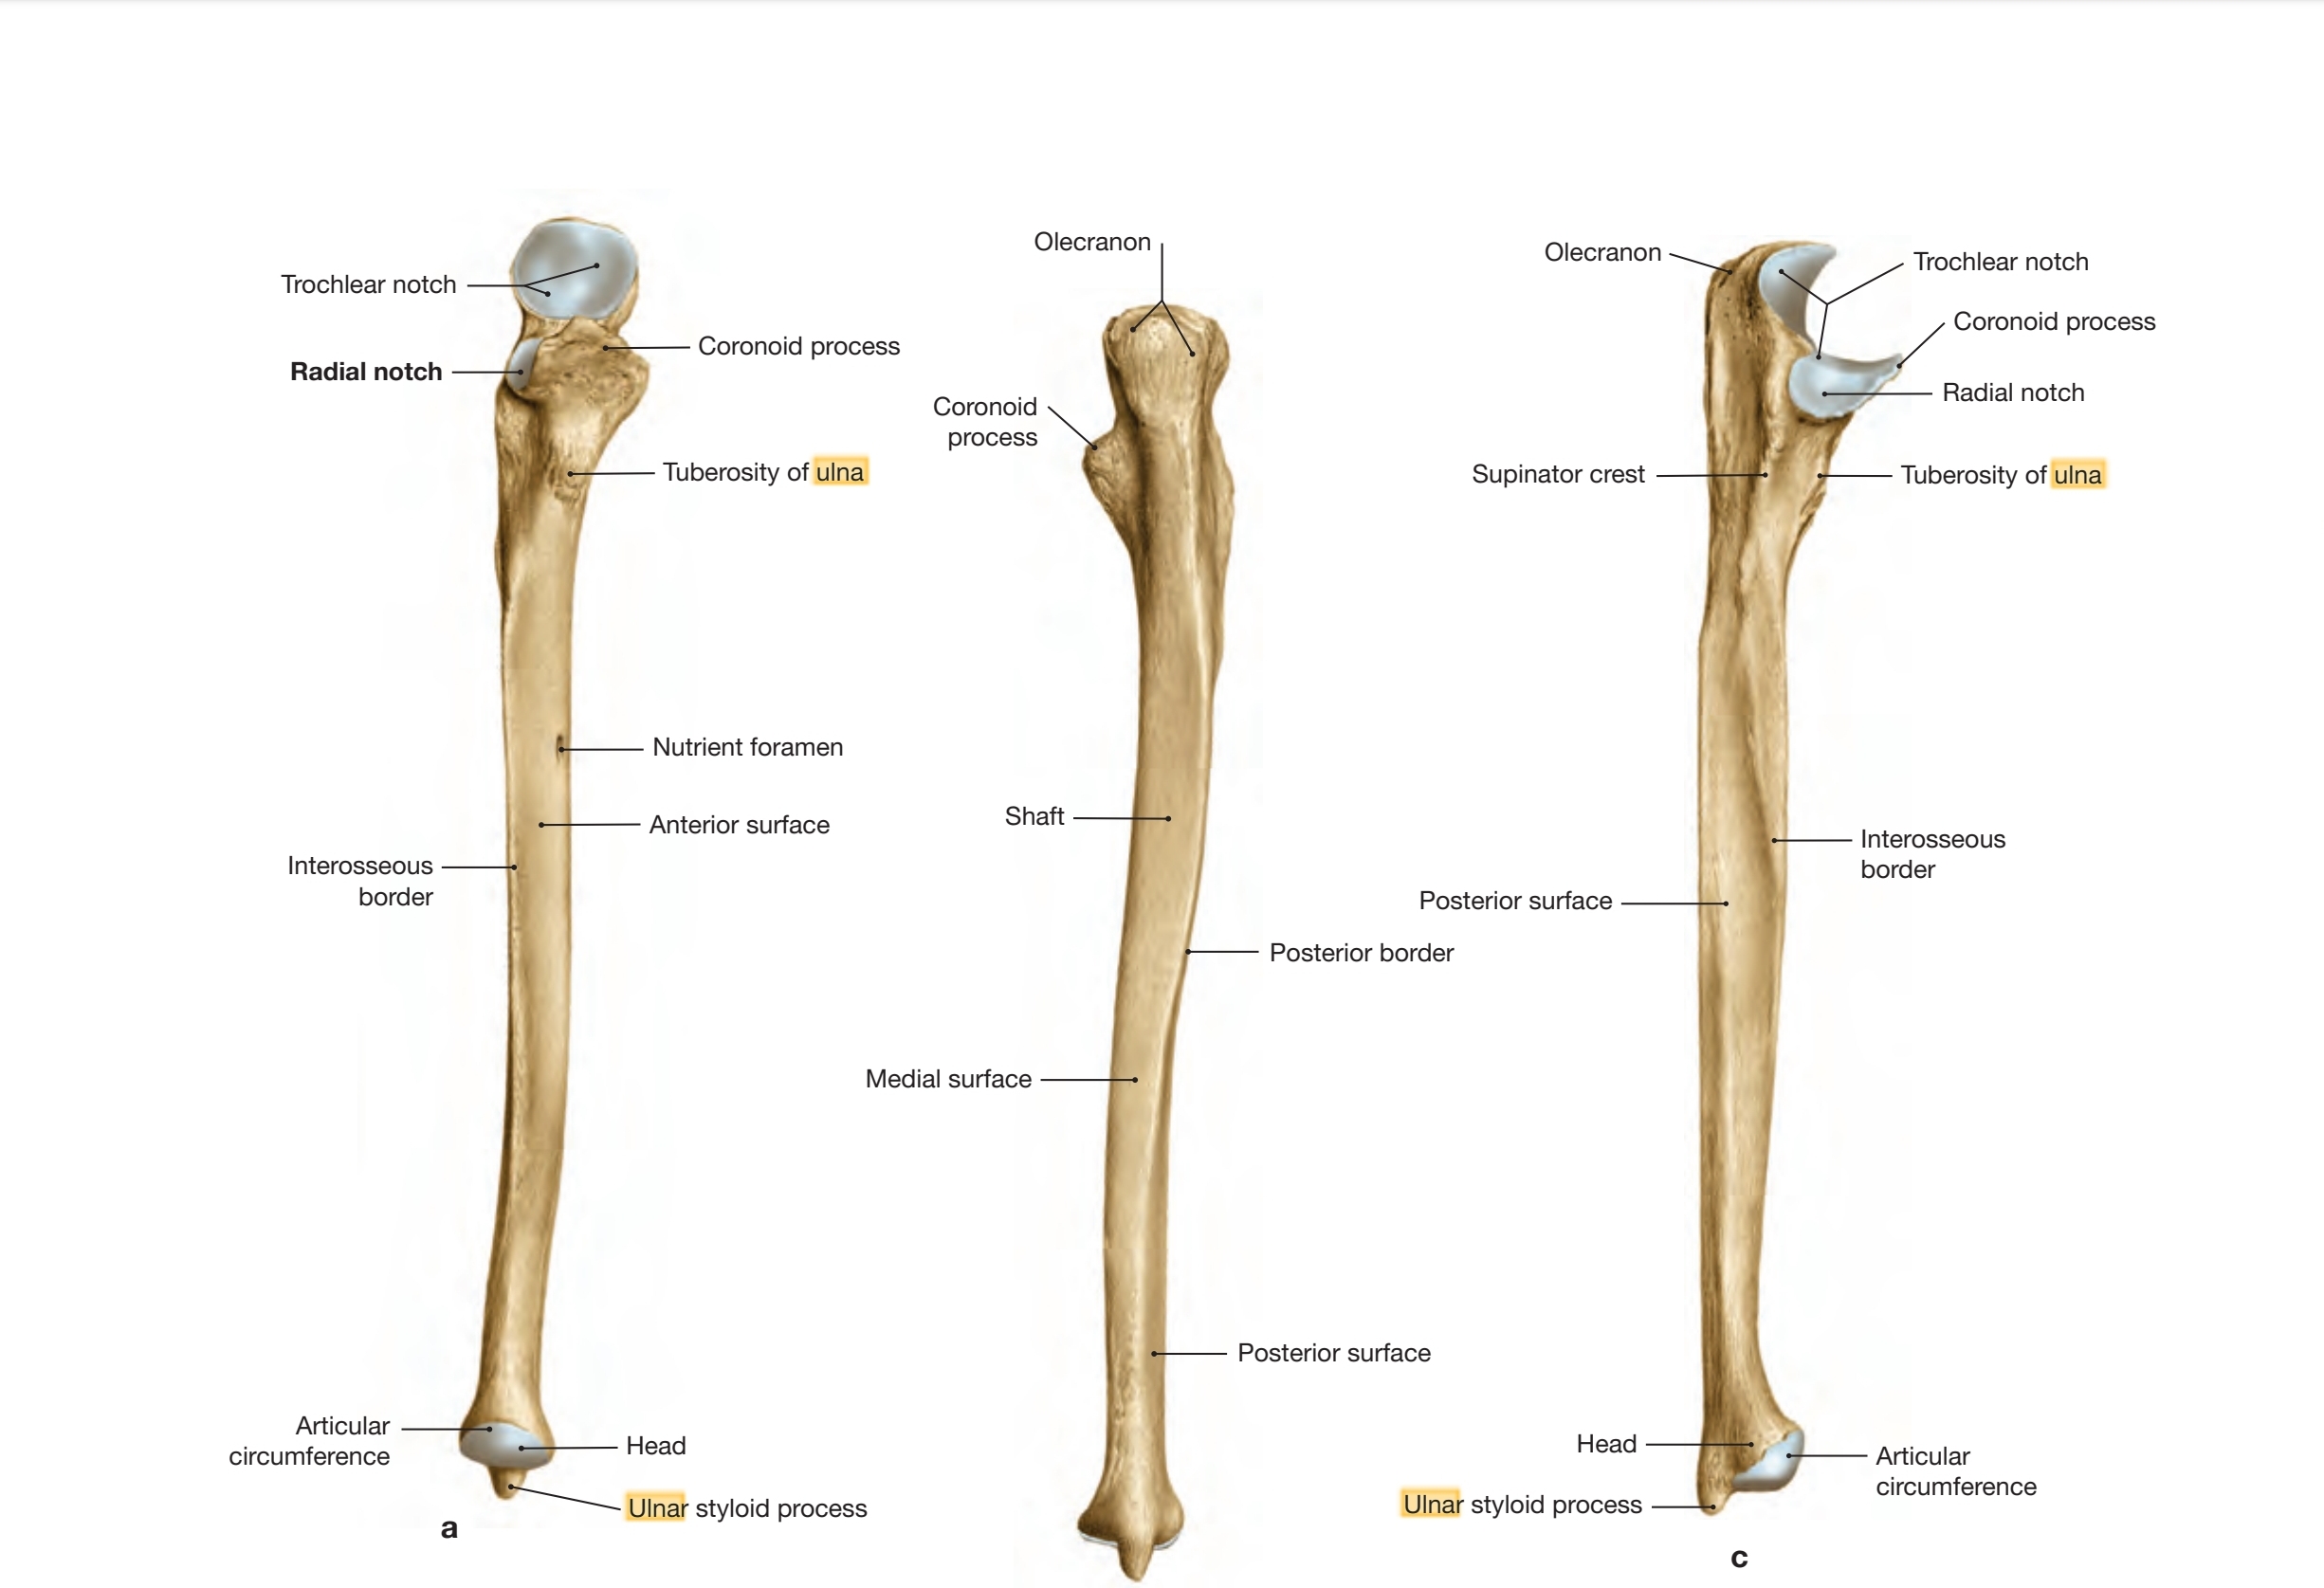 Trochlear notch
Radial notch
Coronoid process
Tuberosity of ulna
Nutrient foramen
Anterior surface
Interosseous
border
Articular
circumference
Head
Ulnar styloid process
a
Olecranon
Coronoid
process
Shaft
Posterior border
Medial surface
Posterior surface
Olecranon
Trochlear notch
Coronoid process
Radial notch
Supinator crest
Tuberosity of ulna
Interosseous
border
Posterior surface
Head
Articular
circumference
Ulnar styloid process
c